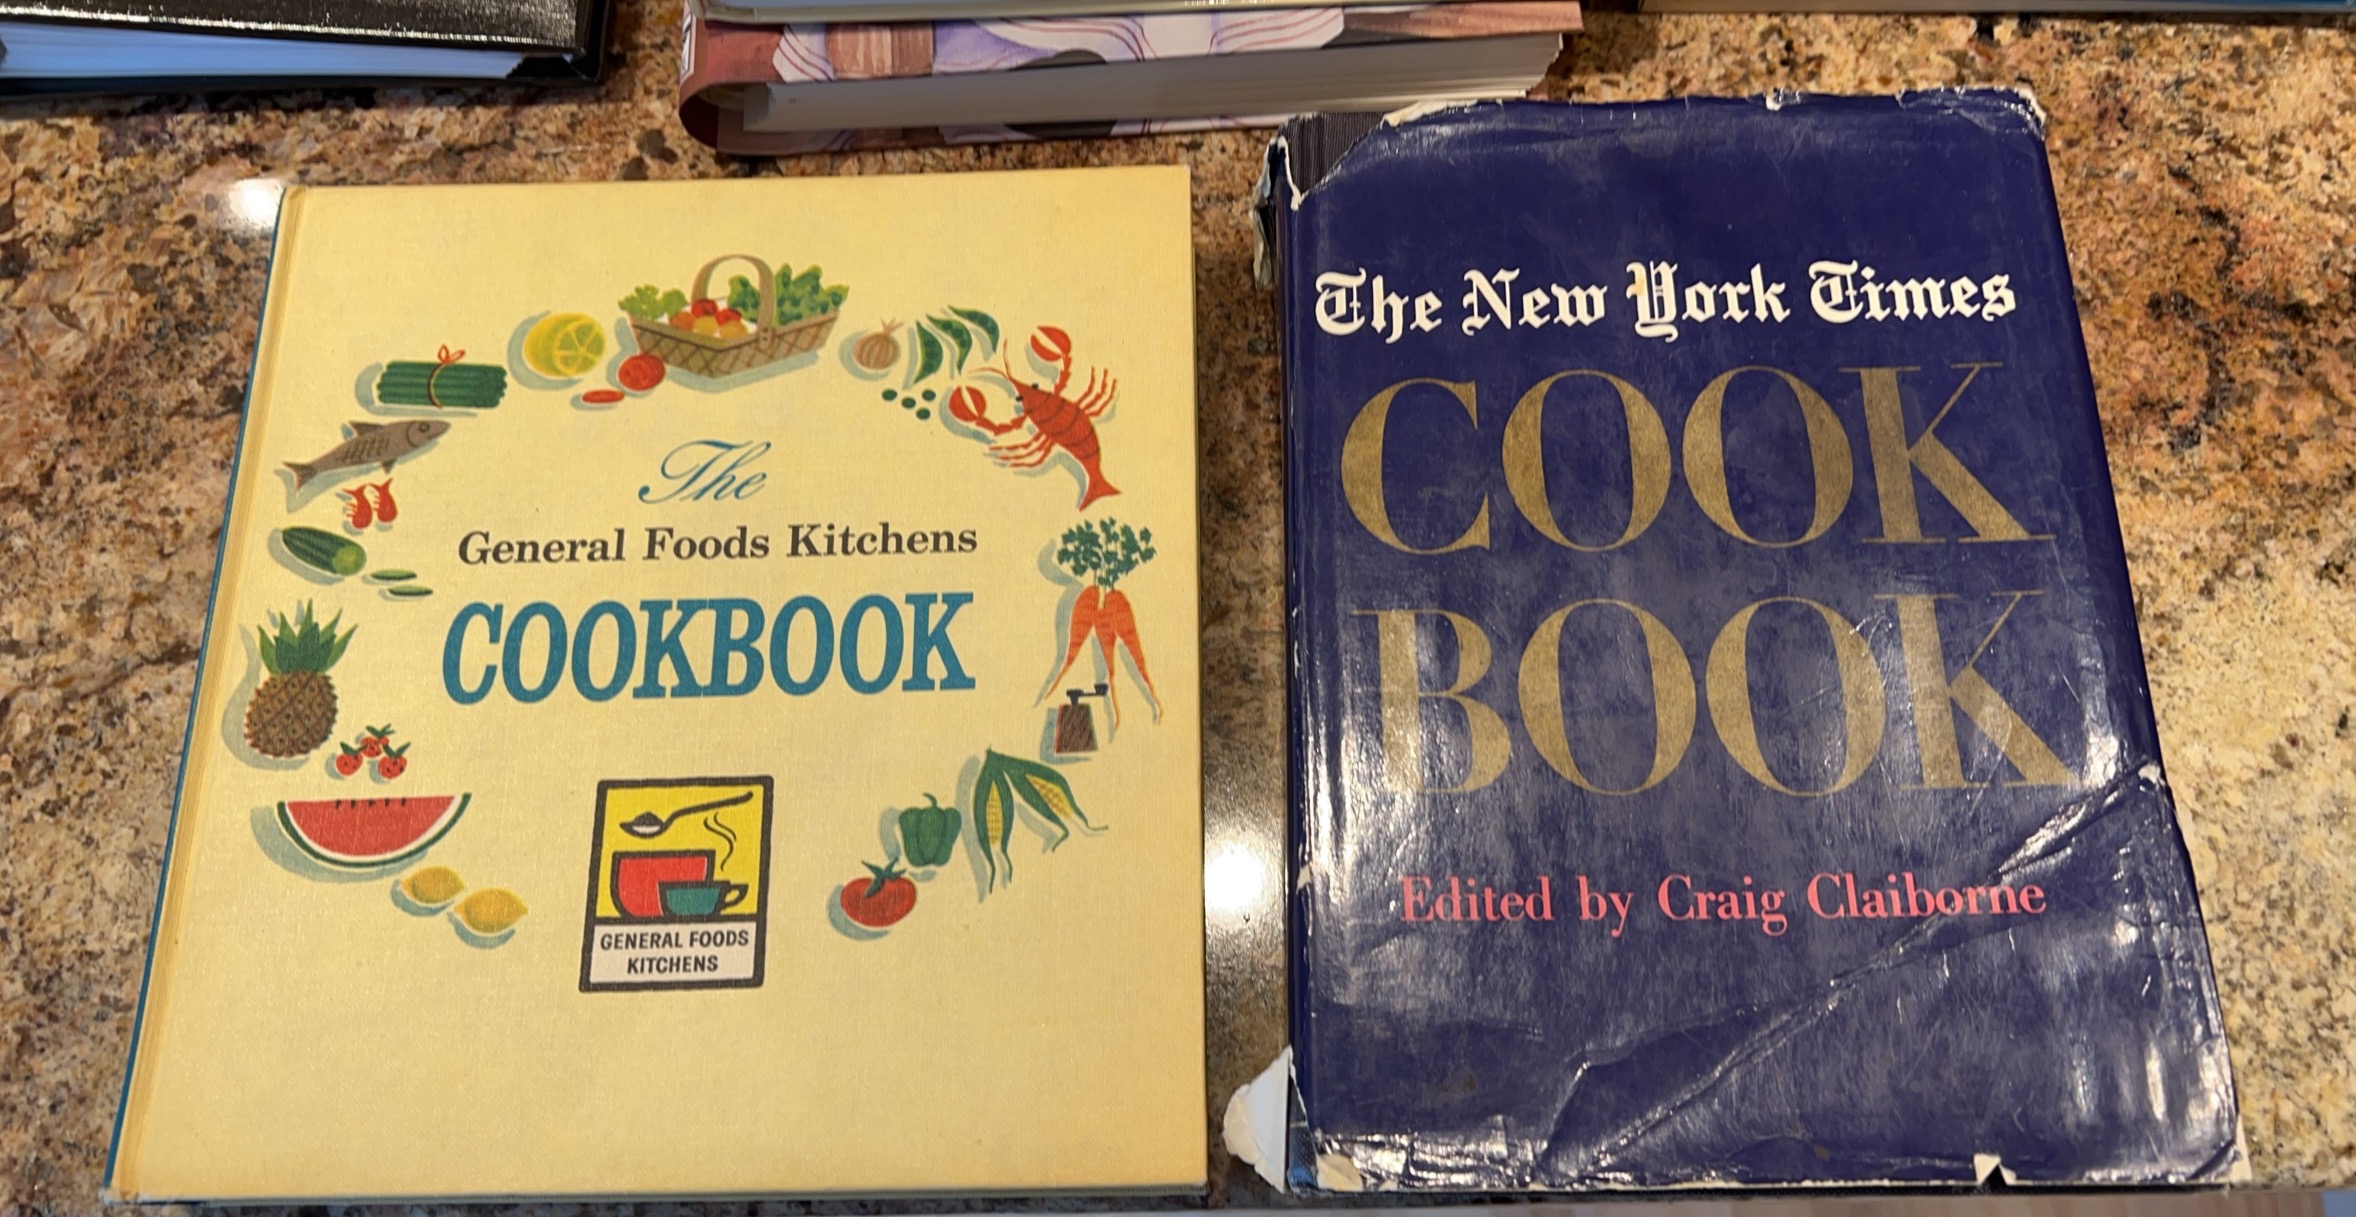 The
General Foods Kitchens
COOKBOOK
GENERAL FOODS
KITCHENS
The New York Times
COOK
BOOK
Edited by Craig Claiborne